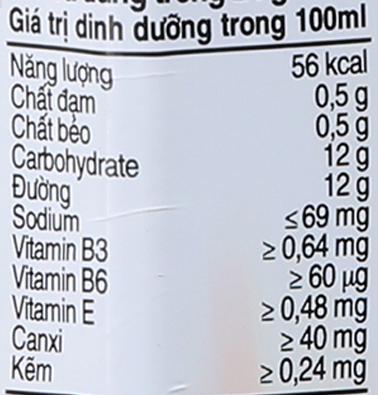 Giá trị dinh dưỡng trong 100ml
Năng lượng 56 kcal
Chất đạm 0,5 g
Chất béo 0,5 g
Carbohydrate 12 g
Đường 12 g
Sodium ≤69 mg
Vitamin B3 ≥ 0,64 mg
Vitamin B6 ≥ 60 µg
Vitamin E ≥ 0,48 mg
Canxi ≥ 40 mg
Kẽm ≥ 0,24 mg